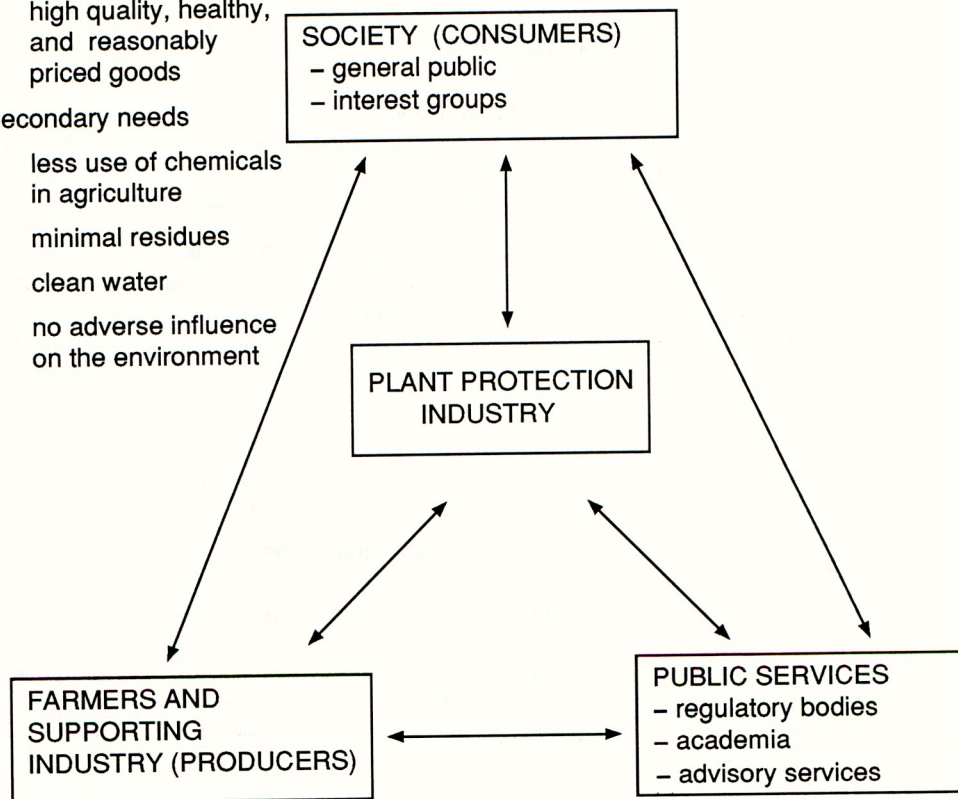 high quality, healthy,
and reasonably
priced goods
econdary needs
less use of chemicals
in agriculture
minimal residues
clean water
no adverse influence
on the environment
SOCIETY (CONSUMERS)
– general public
– interest groups
PLANT PROTECTION
INDUSTRY
FARMERS AND
SUPPORTING
INDUSTRY (PRODUCERS)
PUBLIC SERVICES
– regulatory bodies
– academia
– advisory services